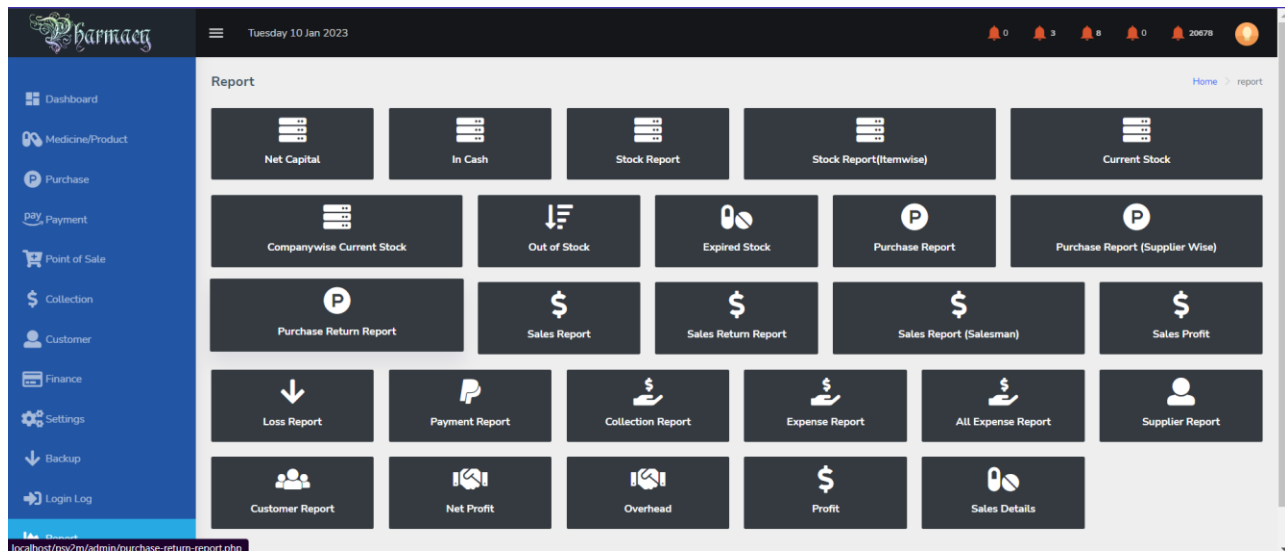 Pharmacy
Tuesday 10 Jan 2023
0
3
8
0
20678
Dashboard
Medicine/Product
Purchase
pay Payment
Point of Sale
Collection
Customer
Finance
Settings
Backup
Login Log
Report
Report
Home > report
Net Capital
In Cash
Stock Report
Stock Report(Itemwise)
Current Stock
Companywise Current Stock
Out of Stock
Expired Stock
P
Purchase Report
P
Purchase Report (Supplier Wise)
P
Purchase Return Report
$
Sales Report
$
Sales Return Report
$
Sales Report (Salesman)
$
Sales Profit
Loss Report
Payment Report
Collection Report
Expense Report
All Expense Report
Supplier Report
Customer Report
Net Profit
Overhead
$
Profit
Sales Details
localhost/psy2m/admin/purchase-return-report.php